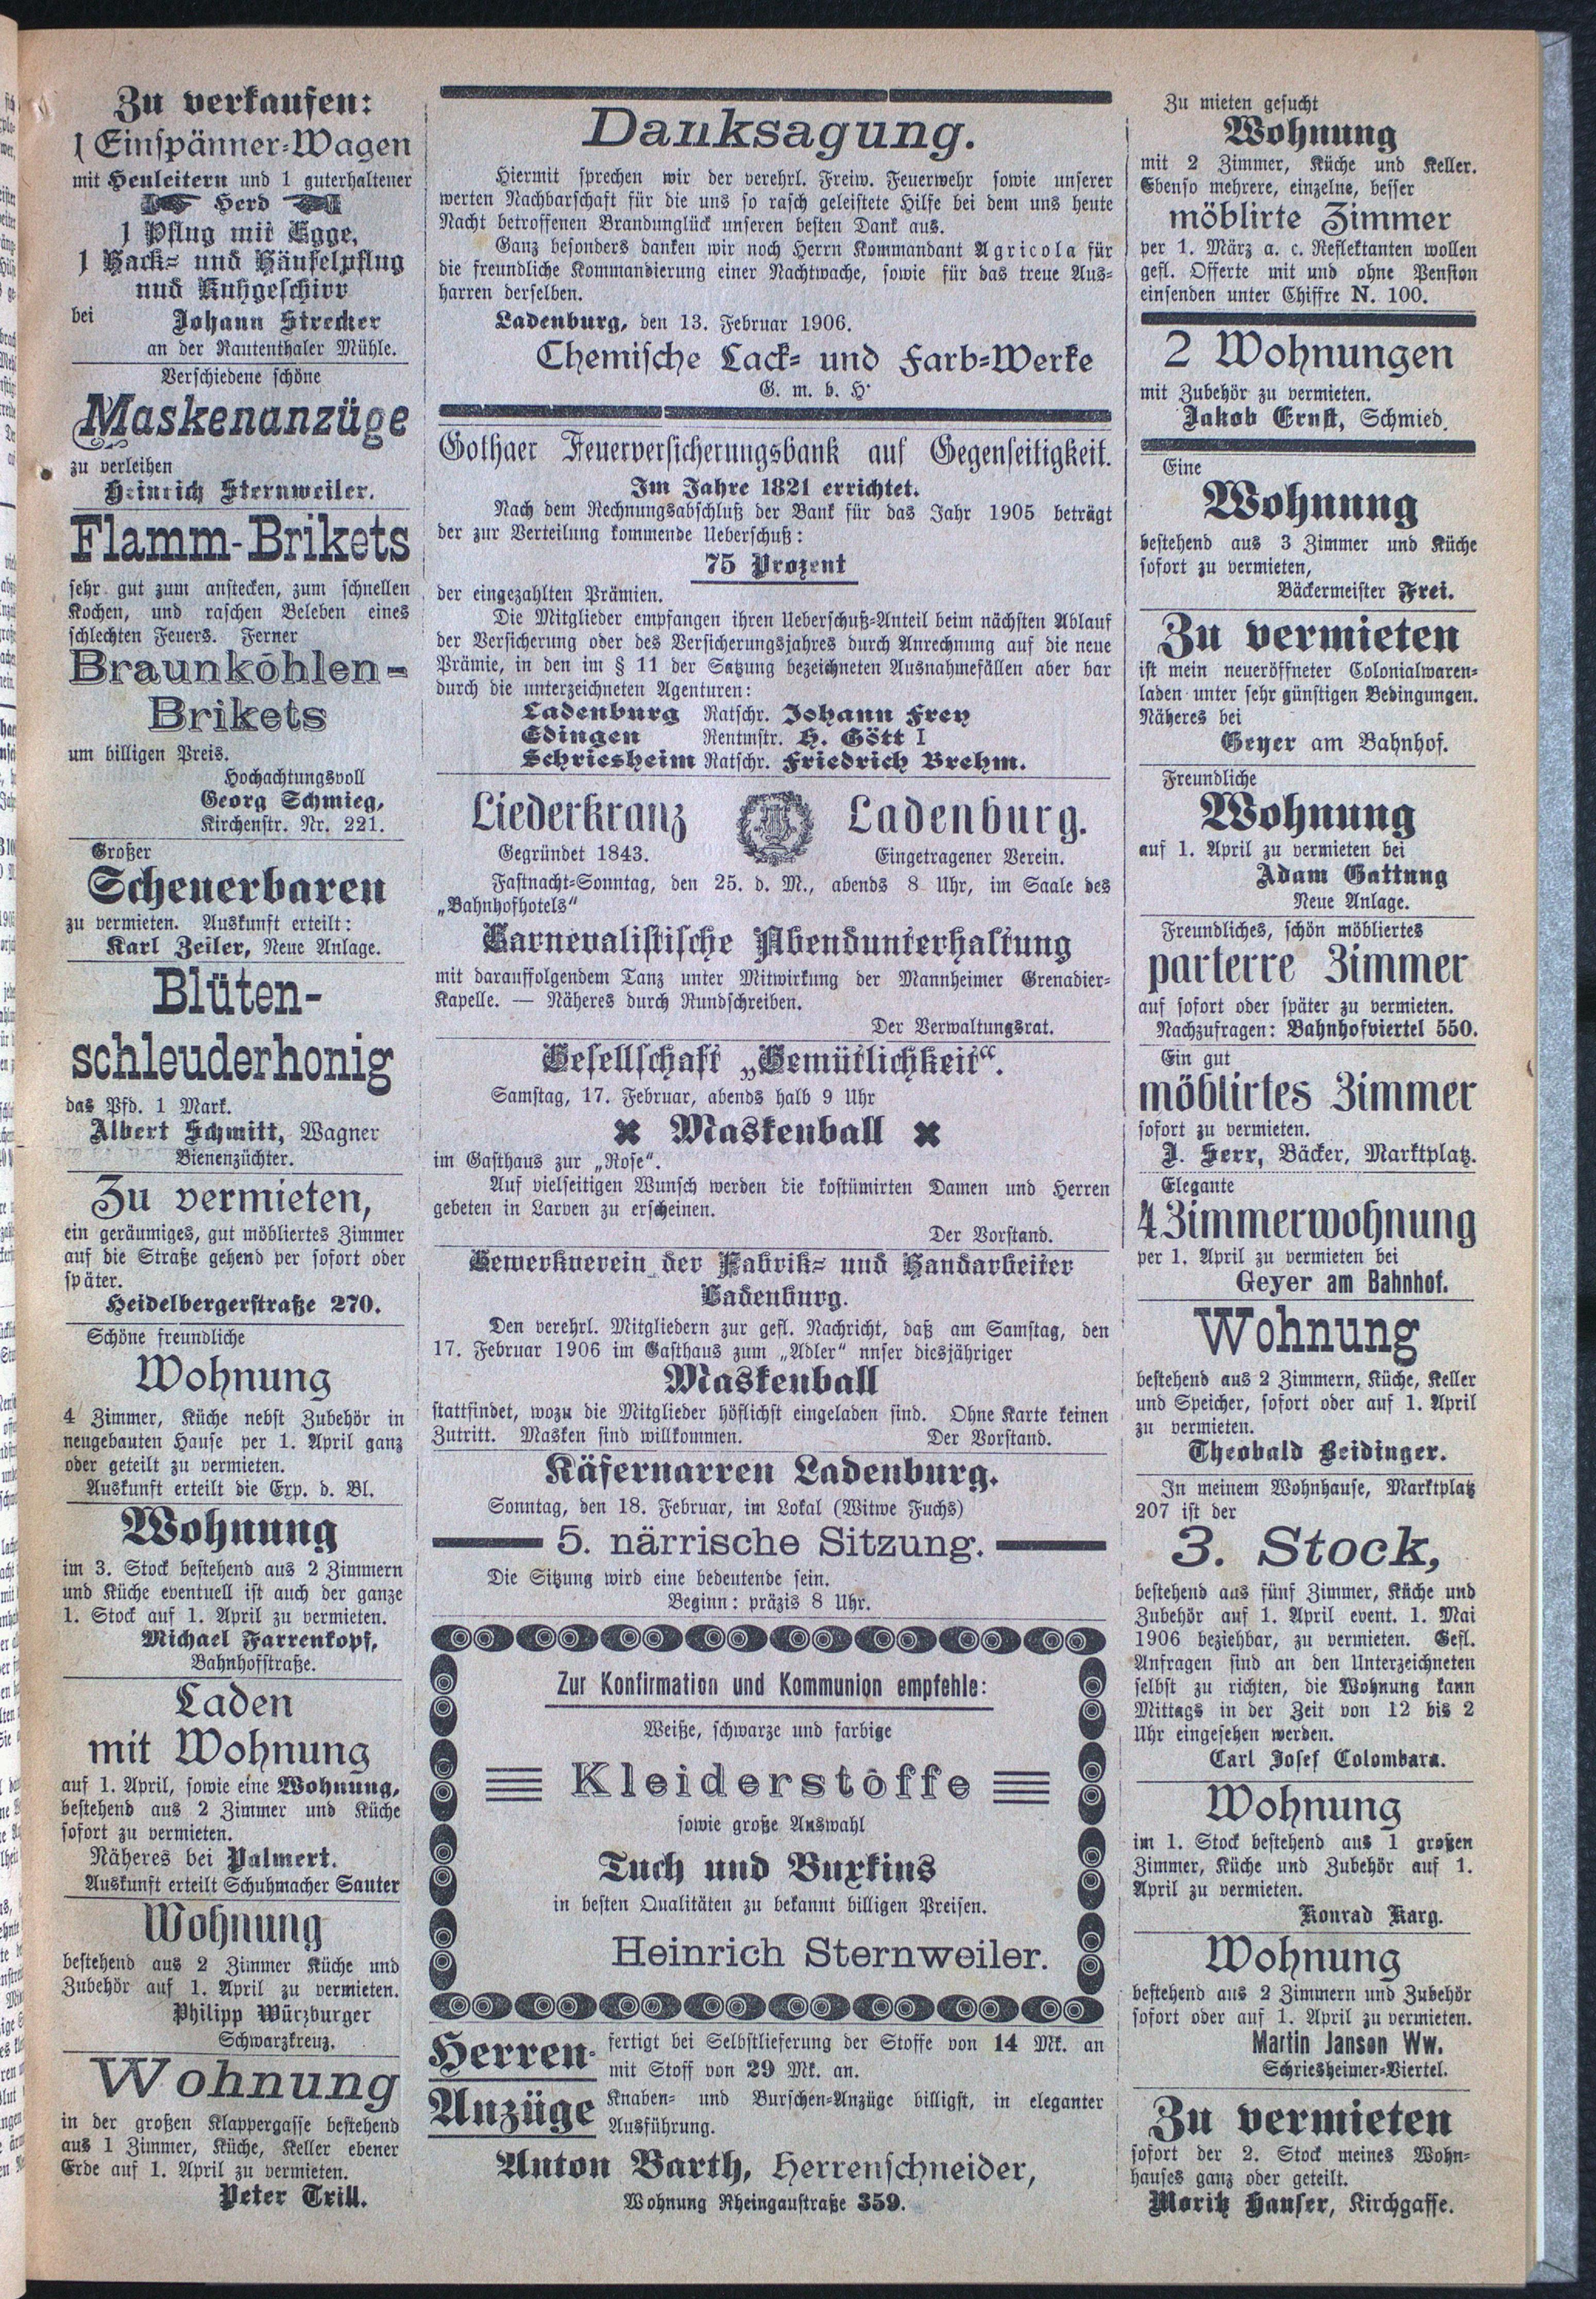 Zu verkaufen:
1 Einspänner-Wagen
mit Heuleitern und 1 guterhaltener
Herd
1 Pflug mit Egge,
1 Hack- und Häufelpflug
und Kuhgeschirr
bei
Johann Strecker
an der Rautenthaler Mühle.
Verschiedene schöne
Maskenanzüge
zu verleihen
Heinrich Sternweiler.
Flamm-Brikets
sehr gut zum anstecken, zum schnellen
Kochen, und raschen Beleben eines
schlechten Feuers. Ferner
Braunkohlen-
Brikets
um billigen Preis.
Hochachtungsvoll
Georg Schmieg,
Kirchenstr. Nr. 221.
Großer
Scheuerbaren
zu vermieten. Auskunft erteilt:
Karl Zeiler, Neue Anlage.
Blüten-
schleuderhonig
das Pfd. 1 Mark.
Albert Schmitt, Wagner
Bienenzüchter.
Zu vermieten,
ein geräumiges, gut möbliertes Zimmer
auf die Straße gehend per sofort oder
später.
Heidelbergerstraße 270.
Schöne freundliche
Wohnung
4 Zimmer, Küche nebst Zubehör in
neugebauten Hause per 1. April ganz
oder geteilt zu vermieten.
Auskunft erteilt die Exp. d. Bl.
Wohnung
im 3. Stock bestehend aus 2 Zimmern
und Küche eventuell ist auch der ganze
1. Stock auf 1. April zu vermieten.
Michael Farrenkopf,
Bahnhofstraße.
Laden
mit Wohnung
auf 1. April, sowie eine Wohnung,
bestehend aus 2 Zimmer und Küche
sofort zu vermieten.
Näheres bei Palmert.
Auskunft erteilt Schuhmacher Sauter
Wohnung
bestehend aus 2 Zimmer Küche und
Zubehör auf 1. April zu vermieten.
Philipp Würzburger
Schwarzkreuz.
Wohnung
in der großen Klappergasse bestehend
aus 1 Zimmer, Küche, Keller ebener
Erde auf 1. April zu vermieten.
Peter Trill.
Danksagung.
Hiermit sprechen wir der verehrl. Freiw. Feuerwehr sowie unserer
werten Nachbarschaft für die uns so rasch geleistete Hilfe bei dem uns heute
Nacht betroffenen Brandunglück unseren besten Dank aus.
Ganz besonders danken wir noch Herrn Kommandant Agricola für
die freundliche Kommandierung einer Nachtwache, sowie für das treue Aus-
harren derselben.
Ladenburg, den 13. Februar 1906.
Chemische Lack- und Farb-Werke
G. m. b. H.
Gothaer Feuerversicherungsbank auf Gegenseitigkeit.
Im Jahre 1821 errichtet.
Nach dem Rechnungsabschluß der Bank für das Jahr 1905 beträgt
der zur Verteilung kommende Ueberschuß:
75 Prozent
der eingezahlten Prämien.
Die Mitglieder empfangen ihren Ueberschuß-Anteil beim nächsten Ablauf
der Versicherung oder des Versicherungsjahres durch Anrechnung auf die neue
Prämie, in den im § 11 der Satzung bezeichneten Ausnahmefällen aber bar
durch die unterzeichneten Agenturen:
Ladenburg Ratschr. Johann Frey
Edingen Rentmstr. H. Gött I
Schriesheim Ratschr. Friedrich Brehm.
Liederkranz Ladenburg.
Gegründet 1843. Eingetragener Verein.
Fastnacht-Sonntag, den 25. d. M., abends 8 Uhr, im Saale des
„Bahnhofhotels“
Karnevalistische Abendunterhaltung
mit darauffolgendem Tanz unter Mitwirkung der Mannheimer Grenadier-
Kapelle. — Näheres durch Rundschreiben.
Der Verwaltungsrat.
Gesellschaft „Gemütlichkeit“.
Samstag, 17. Februar, abends halb 9 Uhr
Maskenball
im Gasthaus zur „Rose“.
Auf vielseitigen Wunsch werden die kostümirten Damen und Herren
gebeten in Larven zu erscheinen.
Der Vorstand.
Gewerkverein der Fabrik- und Handarbeiter
Ladenburg.
Den verehrl. Mitgliedern zur gefl. Nachricht, daß am Samstag, den
17. Februar 1906 im Gasthaus zum „Adler“ nnser diesjähriger
Maskenball
stattfindet, wozu die Mitglieder höflichst eingeladen sind. Ohne Karte keinen
Zutritt. Masken sind willkommen. Der Vorstand.
Käfernarren Ladenburg.
Sonntag, den 18. Februar, im Lokal (Witwe Fuchs)
5. närrische Sitzung.
Die Sitzung wird eine bedeutende sein.
Beginn: präzis 8 Uhr.
Zur Konfirmation und Kommunion empfehle:
Weiße, schwarze und farbige
Kleiderstoffe
sowie große Auswahl
Tuch und Buxkins
in besten Qualitäten zu bekannt billigen Preisen.
Heinrich Sternweiler.
Herren-
Anzüge
fertigt bei Selbstlieferung der Stoffe von 14 Mk. an
mit Stoff von 29 Mk. an.
Knaben- und Burschen-Anzüge billigst, in eleganter
Ausführung.
Anton Barth, Herrenschneider,
Wohnung Rheingaustraße 359.
Zu mieten gesucht
Wohnung
mit 2 Zimmer, Küche und Keller.
Ebenso mehrere, einzelne, besser
möblirte Zimmer
per 1. März a. c. Reflektanten wollen
gefl. Offerte mit und ohne Pension
einsenden unter Chiffre N. 100.
2 Wohnungen
mit Zubehör zu vermieten.
Jakob Ernst, Schmied.
Eine
Wohnung
bestehend aus 3 Zimmer und Küche
sofort zu vermieten,
Bäckermeister Frei.
Zu vermieten
ist mein neueröffneter Colonialwaren-
laden unter sehr günstigen Bedingungen.
Näheres bei
Geyer am Bahnhof.
Freundliche
Wohnung
auf 1. April zu vermieten bei
Adam Gattung
Neue Anlage.
Freundliches, schön möbliertes
parterre Zimmer
auf sofort oder später zu vermieten.
Nachzufragen: Bahnhofviertel 550.
Ein gut
möblirtes Zimmer
sofort zu vermieten.
J. Herr, Bäcker, Marktplatz.
Elegante
4 Zimmerwohnung
per 1. April zu vermieten bei
Geyer am Bahnhof.
Wohnung
bestehend aus 2 Zimmern, Küche, Keller
und Speicher, sofort oder auf 1. April
zu vermieten.
Theobald Beidinger.
In meinem Wohnhause, Marktplatz
207 ist der
3. Stock,
bestehend aus fünf Zimmer, Küche und
Zubehör auf 1. April event. 1. Mai
1906 beziehbar, zu vermieten. Gefl.
Anfragen sind an den Unterzeichneten
selbst zu richten, die Wohnung kann
Mittags in der Zeit von 12 bis 2
Uhr eingesehen werden.
Carl Josef Colombara.
Wohnung
im 1. Stock bestehend aus 1 großen
Zimmer, Küche und Zubehör auf 1.
April zu vermieten.
Konrad Karg.
Wohnung
bestehend aus 2 Zimmern und Zubehör
sofort oder auf 1. April zu vermieten.
Martin Janson Ww.
Schriesheimer-Viertel.
Zu vermieten
sofort der 2. Stock meines Wohn-
hauses ganz oder geteilt.
Moritz Hauser, Kirchgasse.